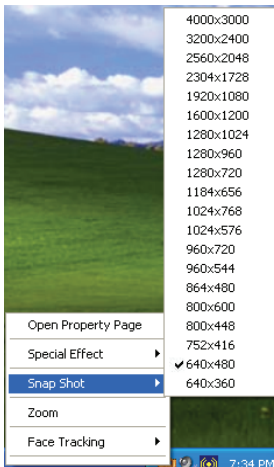 4000x3000
3200x2400
2560x2048
2304x1728
1920x1080
1600x1200
1280x1024
1280x960
1280x720
1184x656
1024x768
1024x576
960x720
960x544
864x480
800x600
800x448
752x416
640x480
640x360
Open Property Page
Special Effect
Snap Shot
Zoom
Face Tracking
7:34 PM